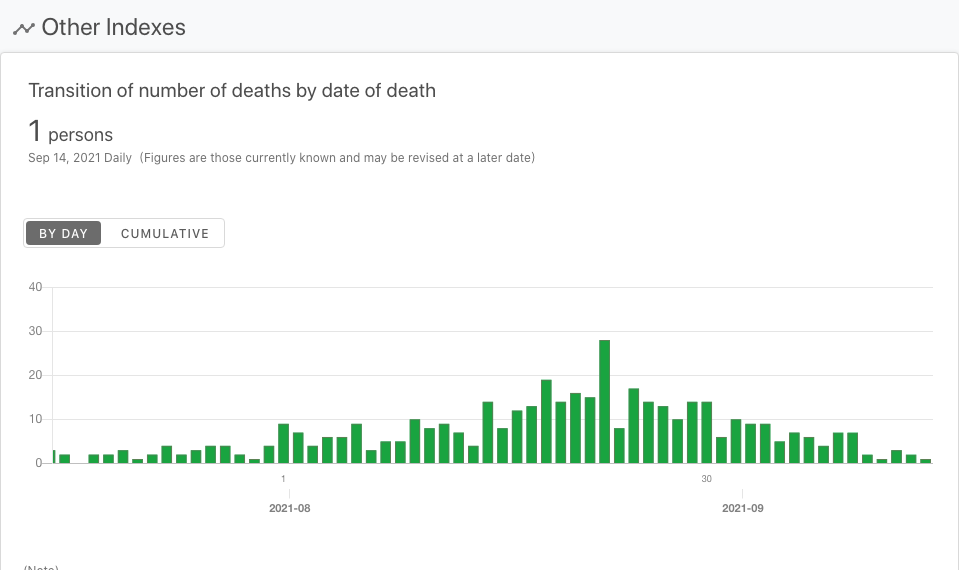 Other Indexes
Transition of number of deaths by date of death
1 persons
Sep 14, 2021 Daily (Figures are those currently known and may be revised at a later date)
BY DAY CUMULATIVE
40
30
20
10
0
1 30
2021-08 2021-09
(Note)